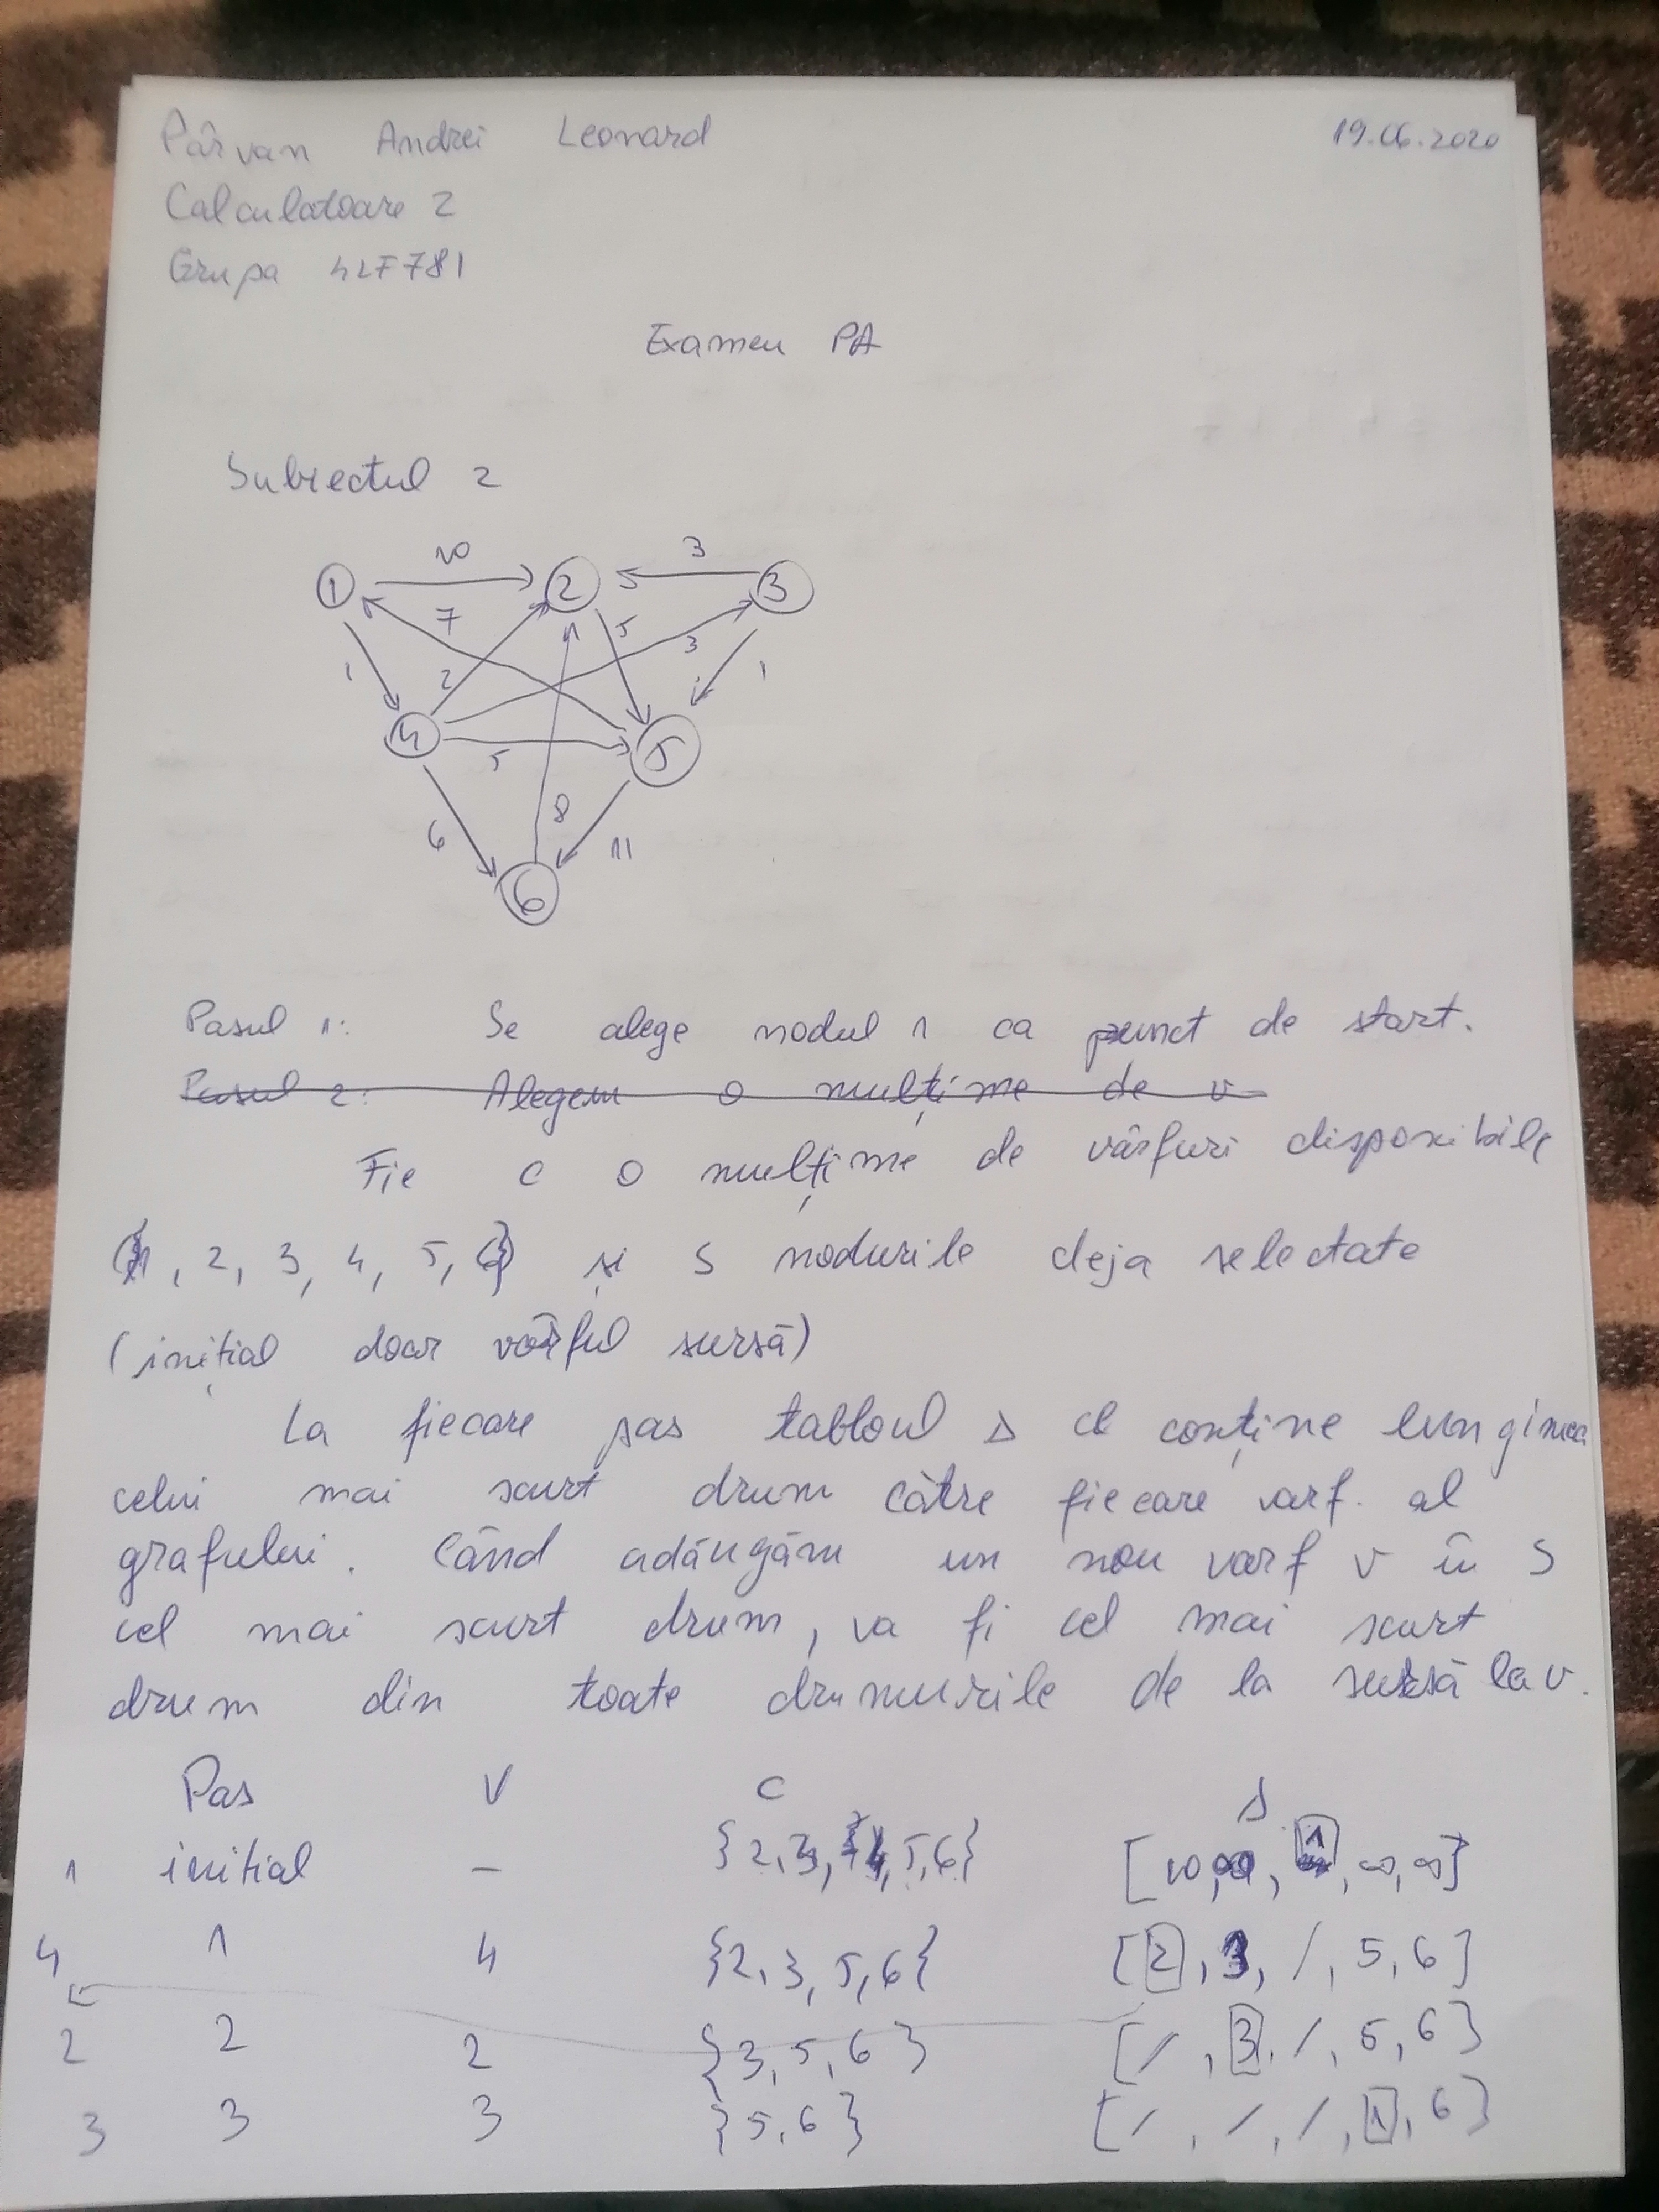 Pârvan Andrei Leonard 19.06.2020
Calculatoare 2
Grupa 4LF781
Examen PA
Subiectul 2
10 3
1 2 3
7 5
1 2 3 1
4 5 5
6 8 11
6
Pasul 1: Se alege nodul 1 ca punct de start.
Pasul 2: Alegem o mulțime de v
Fie C o mulțime de vârfuri disponibile
{1, 2, 3, 4, 5, 6} și S nodurile deja selectate
(inițial doar vârful sursă)
La fiecare pas tabloul s conține lungimea
celui mai scurt drum către fiecare varf. al
grafului. Când adăugăm un nou varf v în S
cel mai scurt drum, va fi cel mai scurt
drum din toate drumurile de la sursă la v.
Pas V C s
1 initial - {2,3,4,5,6} [10,∞,1,∞,∞]
4 1 4 {2,3,5,6} [2,3,/,5,6]
2 2 2 {3,5,6} [/,3,/,5,6]
3 3 3 {5,6} [/,/,/,1,6]